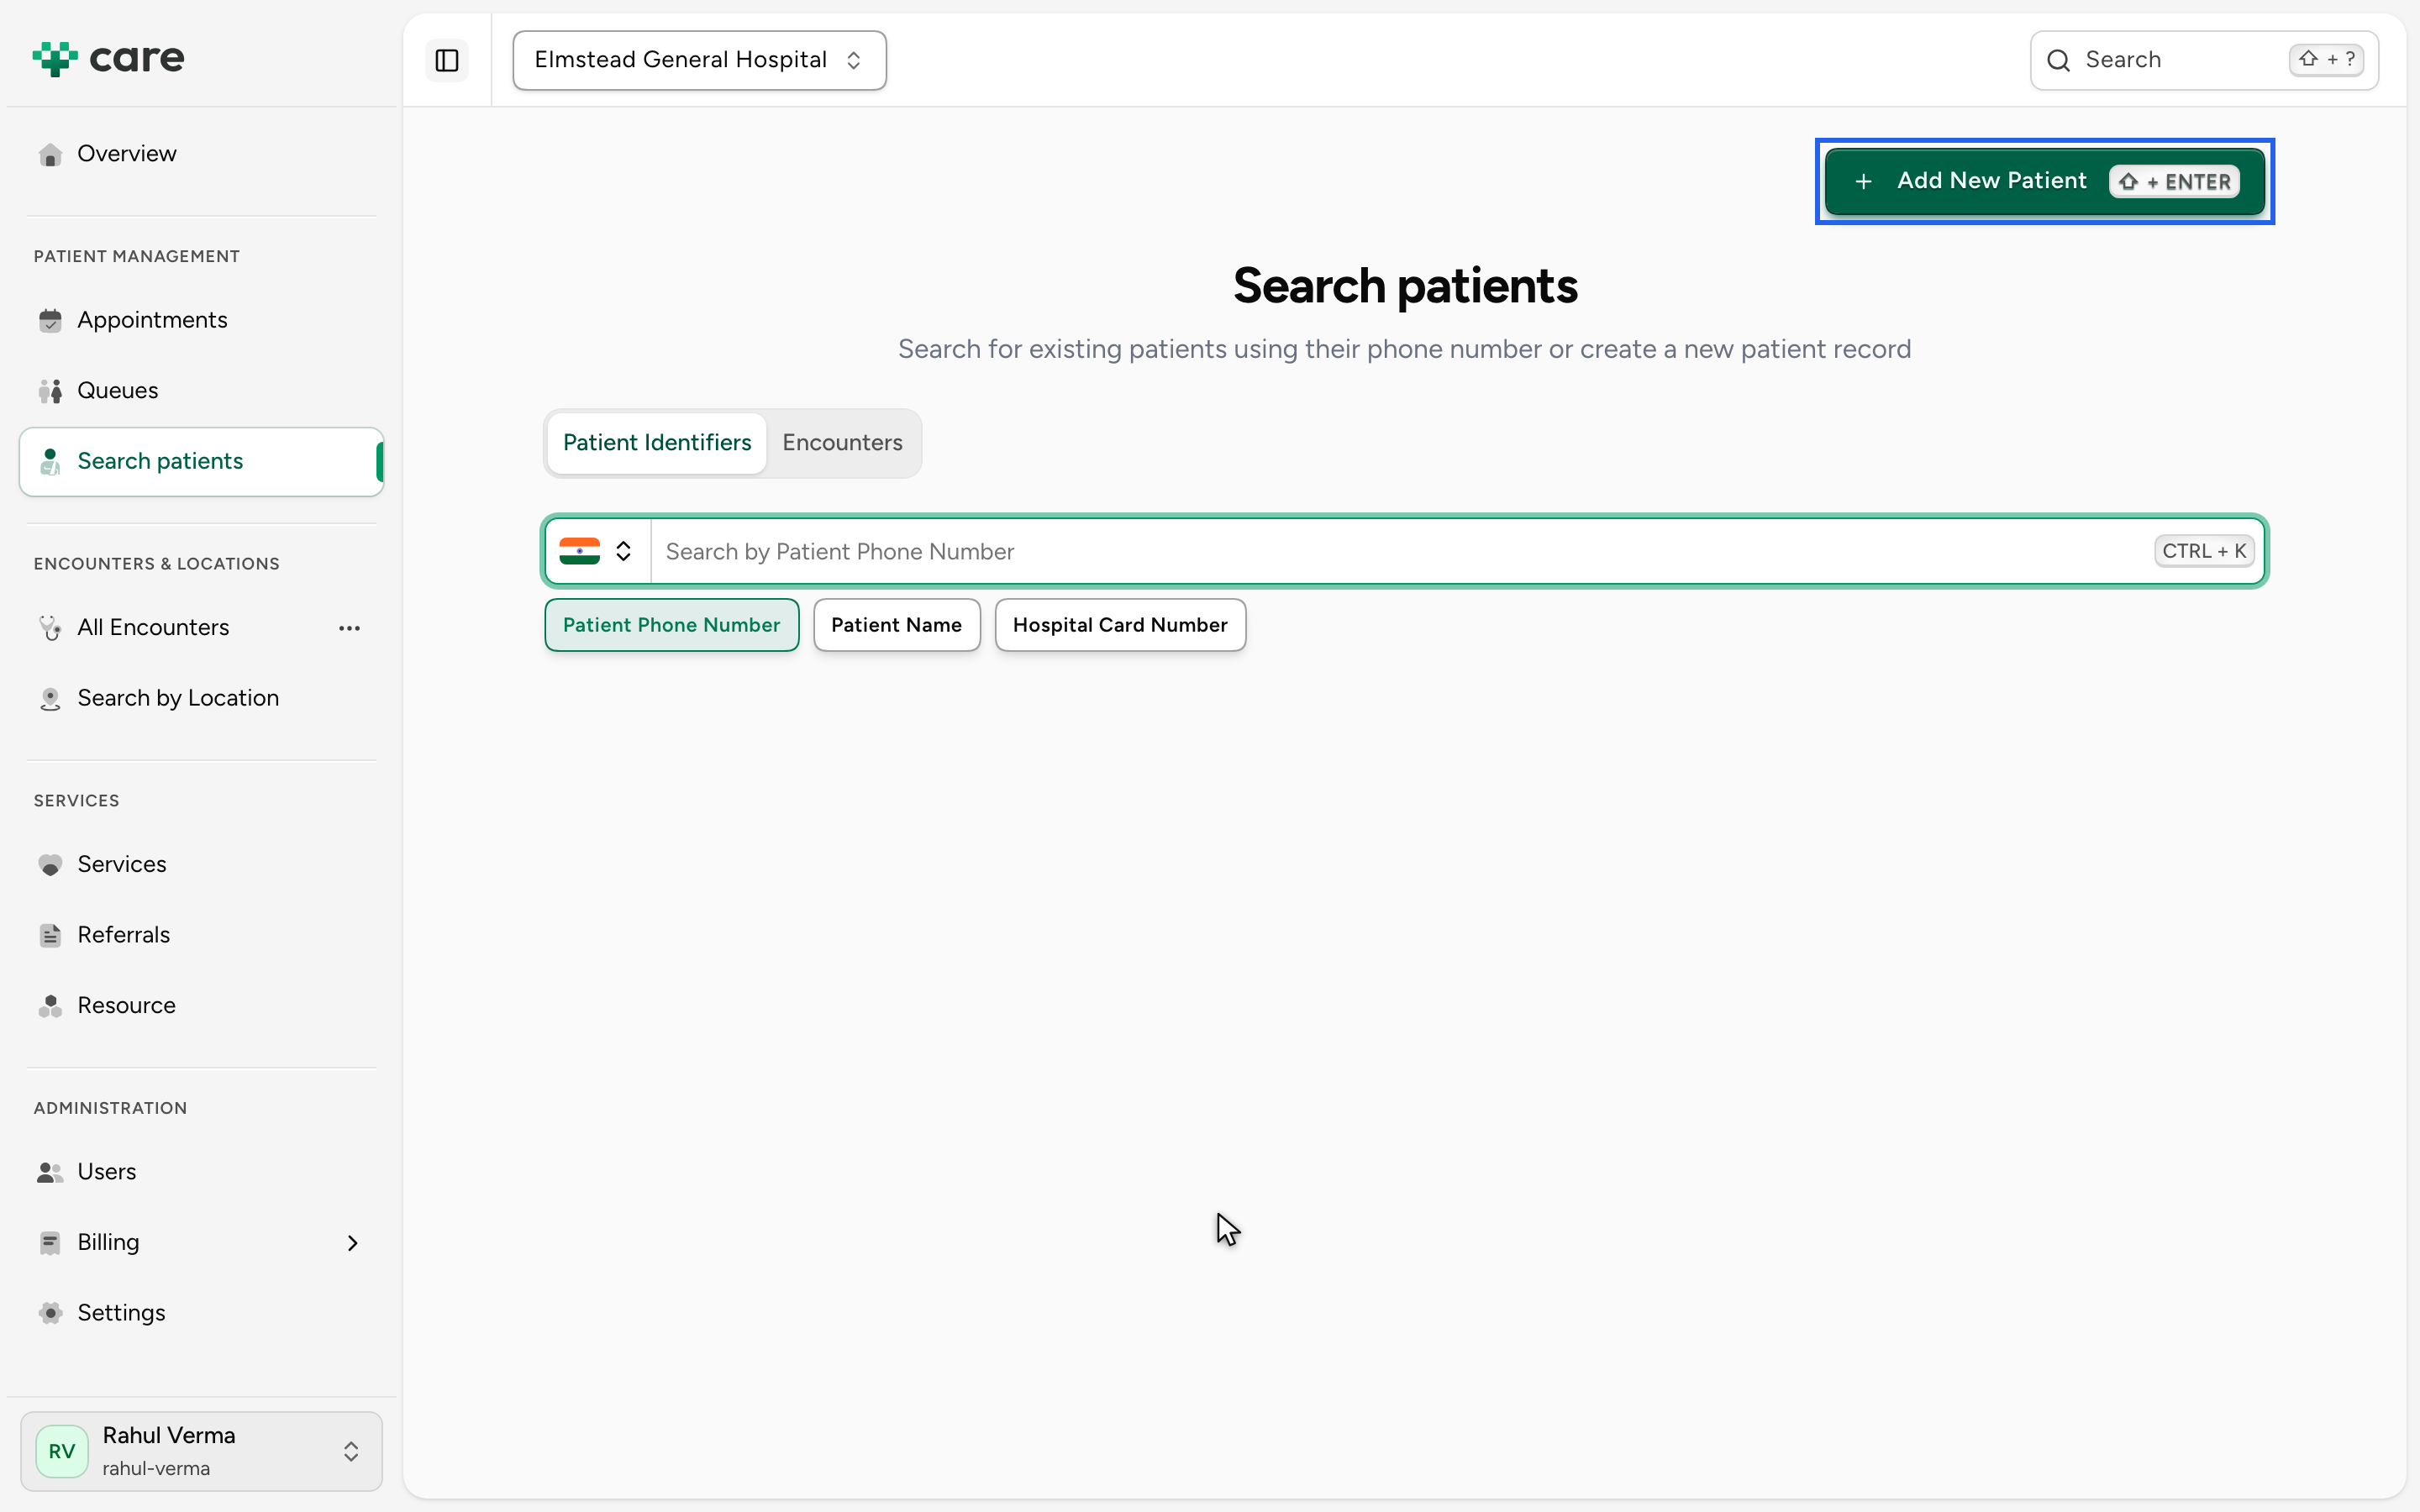 care
Elmstead General Hospital
Search
+ ?
Overview
+ Add New Patient
+ ENTER
PATIENT MANAGEMENT
Appointments
Queues
Search patients
ENCOUNTERS & LOCATIONS
All Encounters
Search by Location
SERVICES
Services
Referrals
Resource
ADMINISTRATION
Users
Billing
Settings
RV
Rahul Verma
rahul-verma
Search patients
Search for existing patients using their phone number or create a new patient record
Patient Identifiers
Encounters
Search by Patient Phone Number
CTRL + K
Patient Phone Number
Patient Name
Hospital Card Number